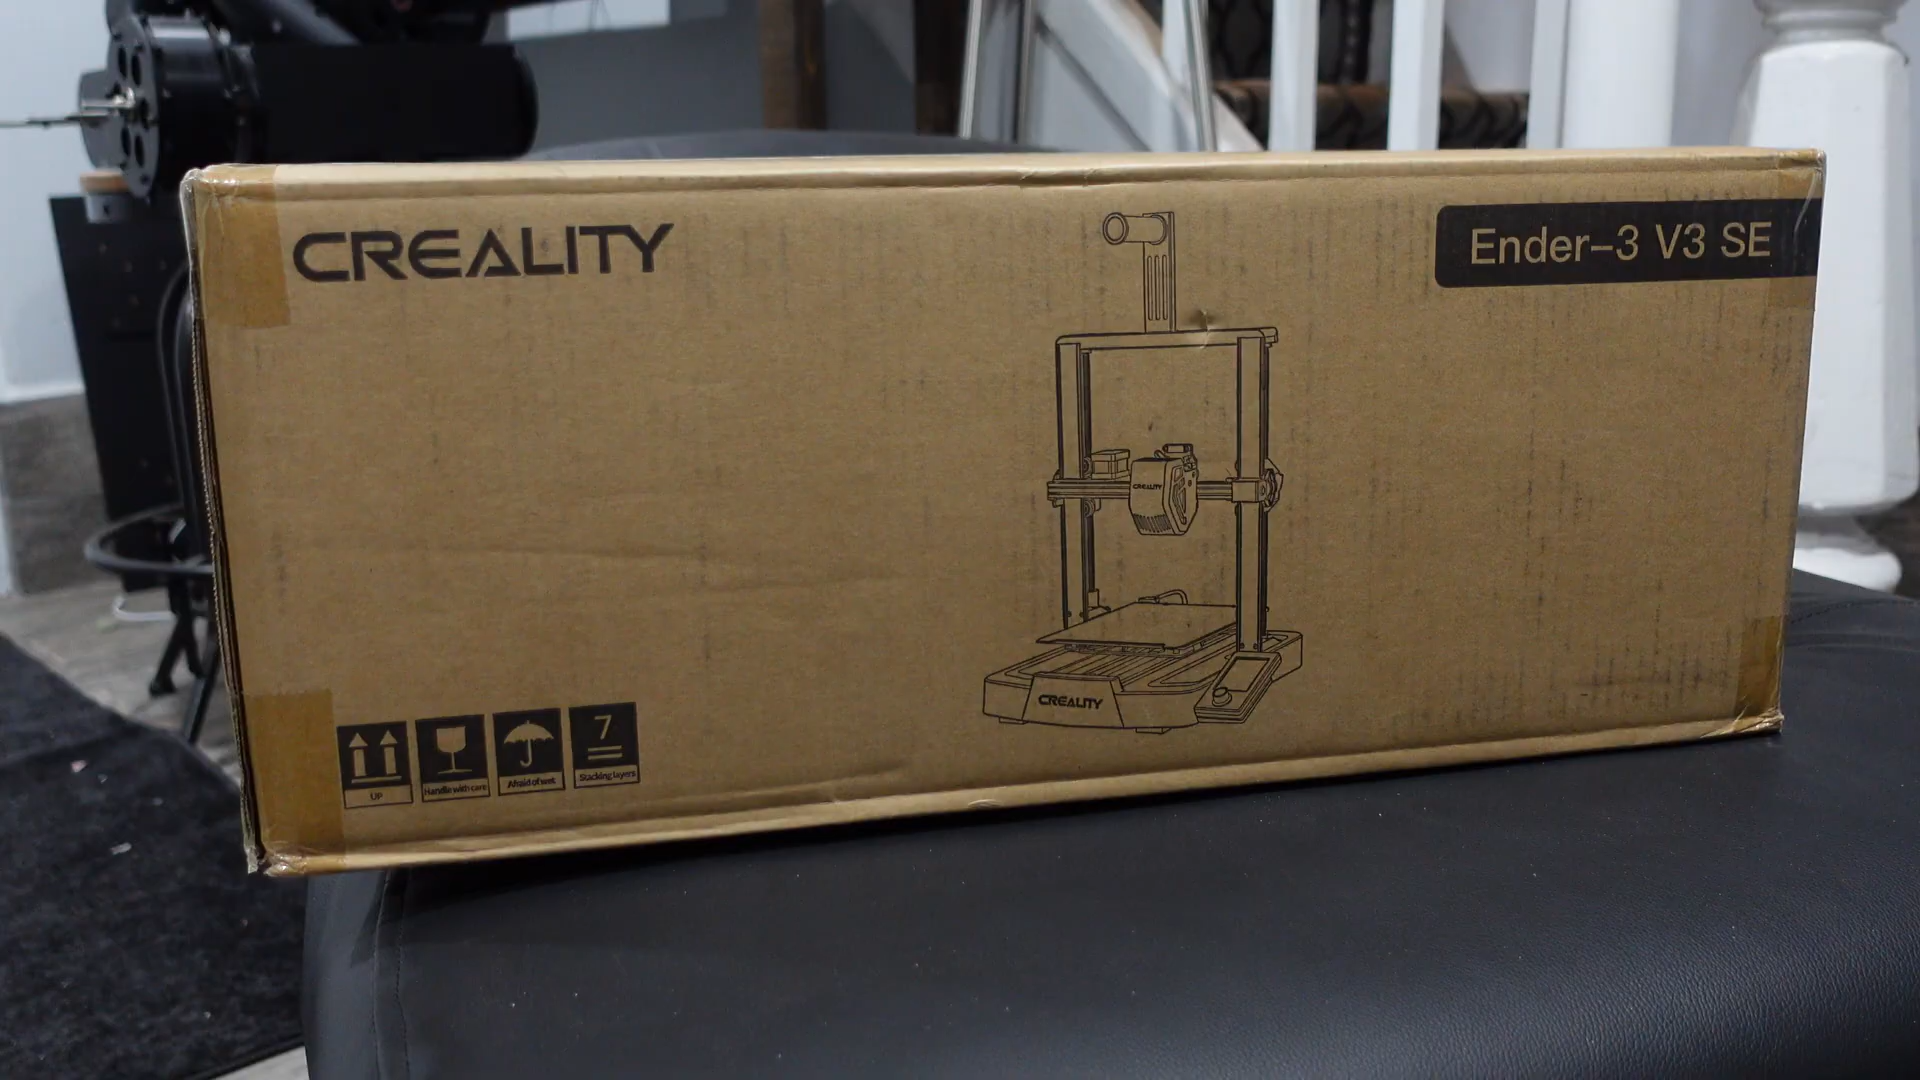 CREALITY
Ender-3 V3 SE
CREALITY
CREALITY
UP
Handle with care
Afraid of wet
7
Stacking layers